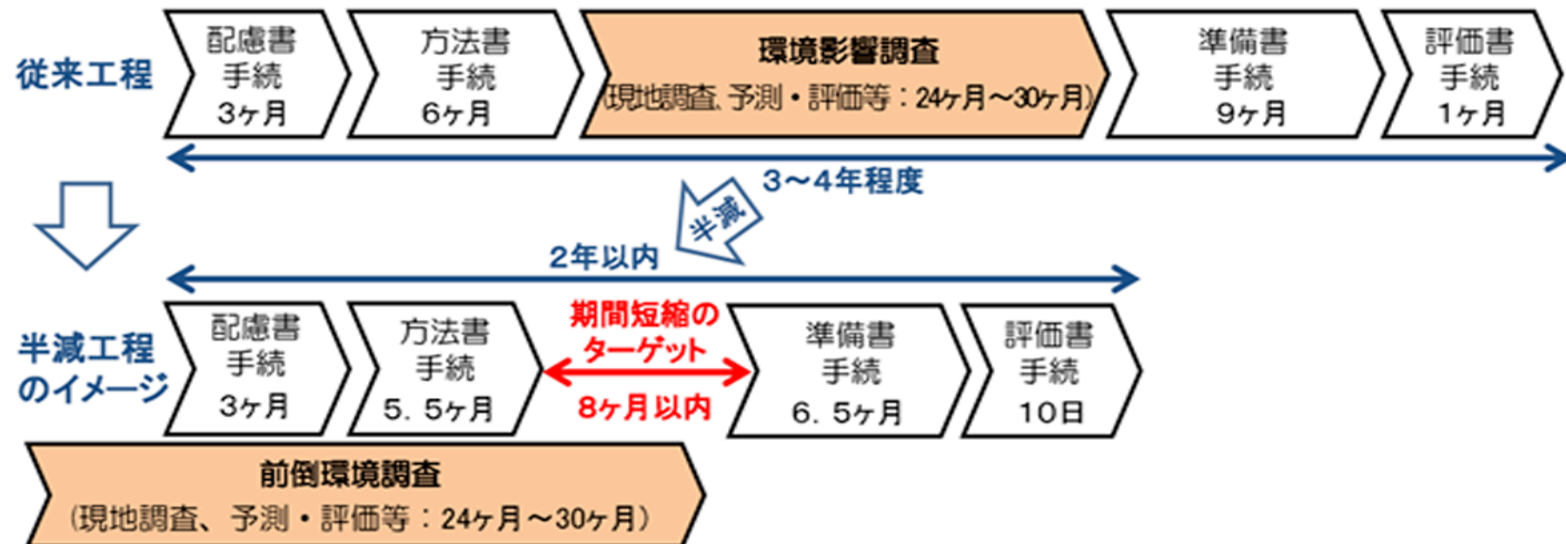 従来工程
配慮書
手続
3ヶ月
方法書
手続
6ヶ月
環境影響調査
(現地調査、予測・評価等：24ヶ月～30ヶ月)
準備書
手続
9ヶ月
評価書
手続
1ヶ月
3～4年程度
半減
2年以内
半減工程
のイメージ
配慮書
手続
3ヶ月
方法書
手続
5．5ヶ月
期間短縮の
ターゲット
8ヶ月以内
準備書
手続
6．5ヶ月
評価書
手続
10日
前倒環境調査
(現地調査、予測・評価等：24ヶ月～30ヶ月)